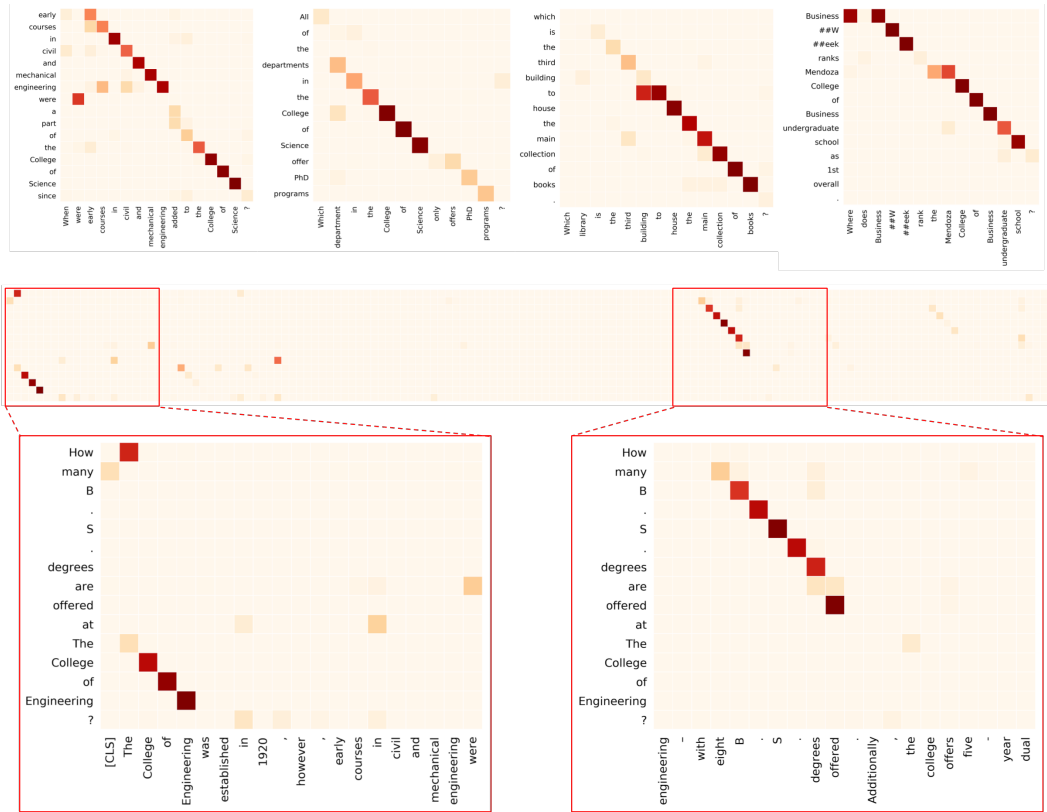 early
courses
in
civil
and
mechanical
engineering
were
a
part
of
the
College
of
Science
since
When
were
early
courses
in
civil
and
mechanical
engineering
added
to
the
College
of
Science
?
All
of
the
departments
in
the
College
of
Science
offer
PhD
programs
Which
department
in
the
College
of
Science
only
offers
PhD
programs
?
which
is
the
third
building
to
house
the
main
collection
of
books
.
Which
library
is
the
third
building
to
house
the
main
collection
of
books
?
Business
##W
##eek
ranks
Mendoza
College
of
Business
undergraduate
school
as
1st
overall
.
Where
does
Business
##W
##eek
rank
the
Mendoza
College
of
Business
undergraduate
school
?
How
many
B
.
S
.
degrees
are
offered
at
The
College
of
Engineering
?
[CLS]
The
College
of
Engineering
was
established
in
1920
,
however
,
early
courses
in
civil
and
mechanical
engineering
were
How
many
B
.
S
.
degrees
are
offered
at
The
College
of
Engineering
?
engineering
-
with
eight
B
.
S
.
degrees
offered
.
Additionally
,
the
college
offers
five
-
year
dual